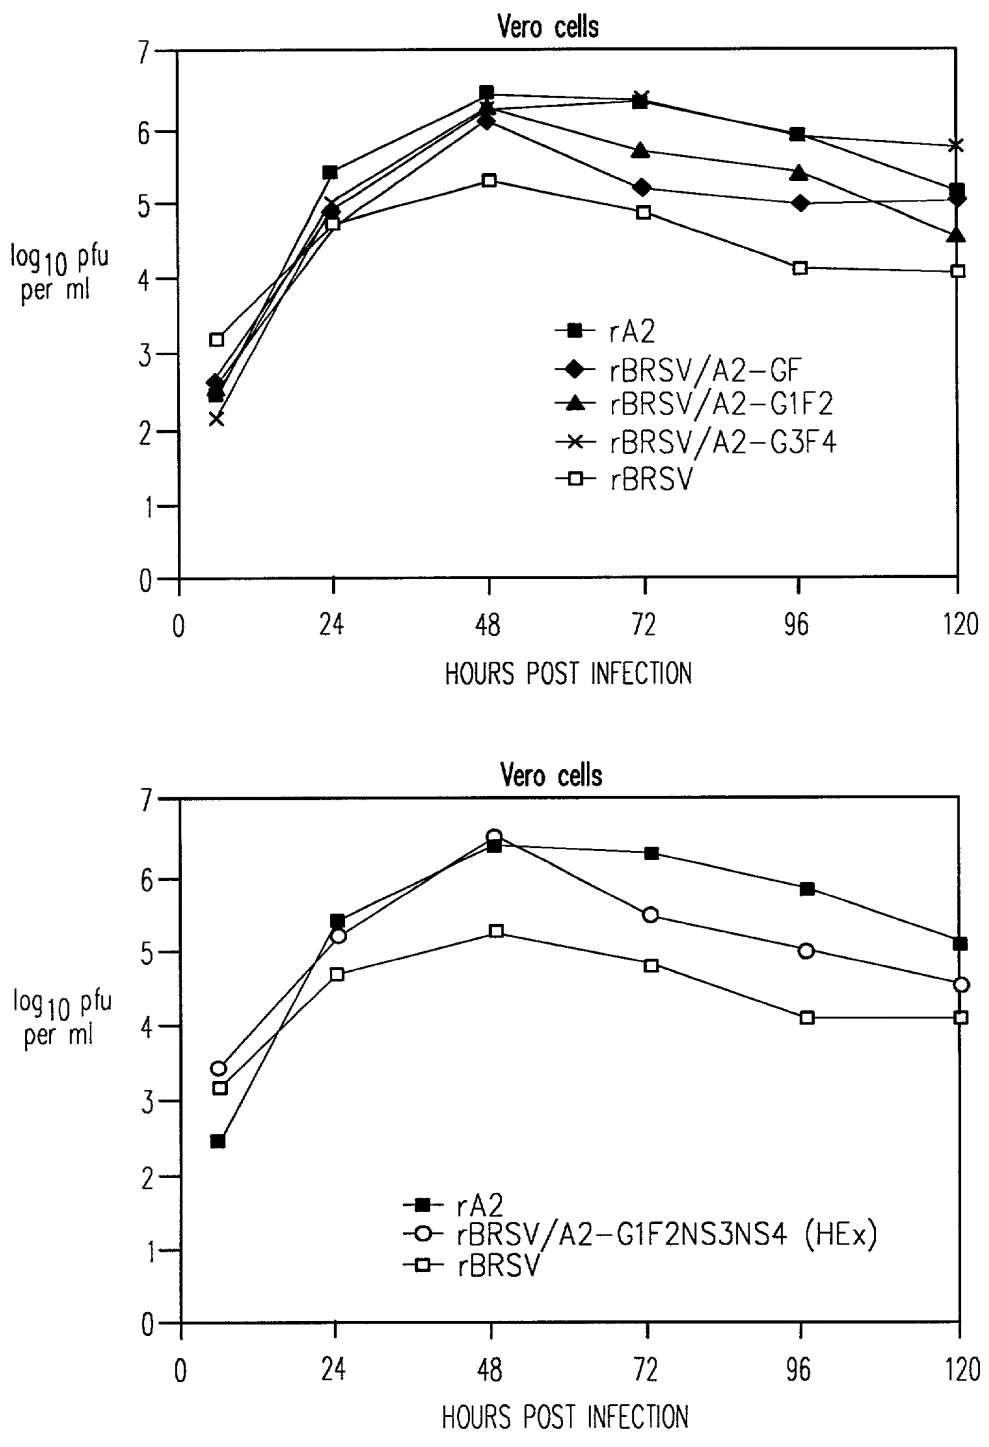 Vero cells
7
6
5
4
3
2
1
0
log10 pfu
per ml
rA2
rBRSV/A2-GF
rBRSV/A2-G1F2
rBRSV/A2-G3F4
rBRSV
0 24 48 72 96 120
HOURS POST INFECTION
Vero cells
7
6
5
4
3
2
1
0
log10 pfu
per ml
rA2
rBRSV/A2-G1F2NS3NS4 (HEx)
rBRSV
0 24 48 72 96 120
HOURS POST INFECTION